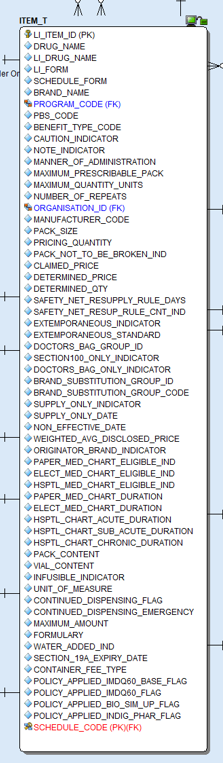 ITEM_T
LI_ITEM_ID (PK)
DRUG_NAME
LI_DRUG_NAME
LI_FORM
SCHEDULE_FORM
BRAND_NAME
PROGRAM_CODE (FK)
PBS_CODE
BENEFIT_TYPE_CODE
CAUTION_INDICATOR
NOTE_INDICATOR
MANNER_OF_ADMINISTRATION
MAXIMUM_PRESCRIBABLE_PACK
MAXIMUM_QUANTITY_UNITS
NUMBER_OF_REPEATS
ORGANISATION_ID (FK)
MANUFACTURER_CODE
PACK_SIZE
PRICING_QUANTITY
PACK_NOT_TO_BE_BROKEN_IND
CLAIMED_PRICE
DETERMINED_PRICE
DETERMINED_QTY
SAFETY_NET_RESUPPLY_RULE_DAYS
SAFETY_NET_RESUP_RULE_CNT_IND
EXTEMPORANEOUS_INDICATOR
EXTEMPORANEOUS_STANDARD
DOCTORS_BAG_GROUP_ID
SECTION100_ONLY_INDICATOR
DOCTORS_BAG_ONLY_INDICATOR
BRAND_SUBSTITUTION_GROUP_ID
BRAND_SUBSTITUTION_GROUP_CODE
SUPPLY_ONLY_INDICATOR
SUPPLY_ONLY_DATE
NON_EFFECTIVE_DATE
WEIGHTED_AVG_DISCLOSED_PRICE
ORIGINATOR_BRAND_INDICATOR
PAPER_MED_CHART_ELIGIBLE_IND
ELECT_MED_CHART_ELIGIBLE_IND
HSPTL_MED_CHART_ELIGIBLE_IND
PAPER_MED_CHART_DURATION
ELECT_MED_CHART_DURATION
HSPTL_CHART_ACUTE_DURATION
HSPTL_CHART_SUB_ACUTE_DURATION
HSPTL_CHART_CHRONIC_DURATION
PACK_CONTENT
VIAL_CONTENT
INFUSIBLE_INDICATOR
UNIT_OF_MEASURE
CONTINUED_DISPENSING_FLAG
CONTINUED_DISPENSING_EMERGENCY
MAXIMUM_AMOUNT
FORMULARY
WATER_ADDED_IND
SECTION_19A_EXPIRY_DATE
CONTAINER_FEE_TYPE
POLICY_APPLIED_IMDQ60_BASE_FLAG
POLICY_APPLIED_IMDQ60_FLAG
POLICY_APPLIED_BIO_SIM_UP_FLAG
POLICY_APPLIED_INDIG_PHAR_FLAG
SCHEDULE_CODE (PK)(FK)